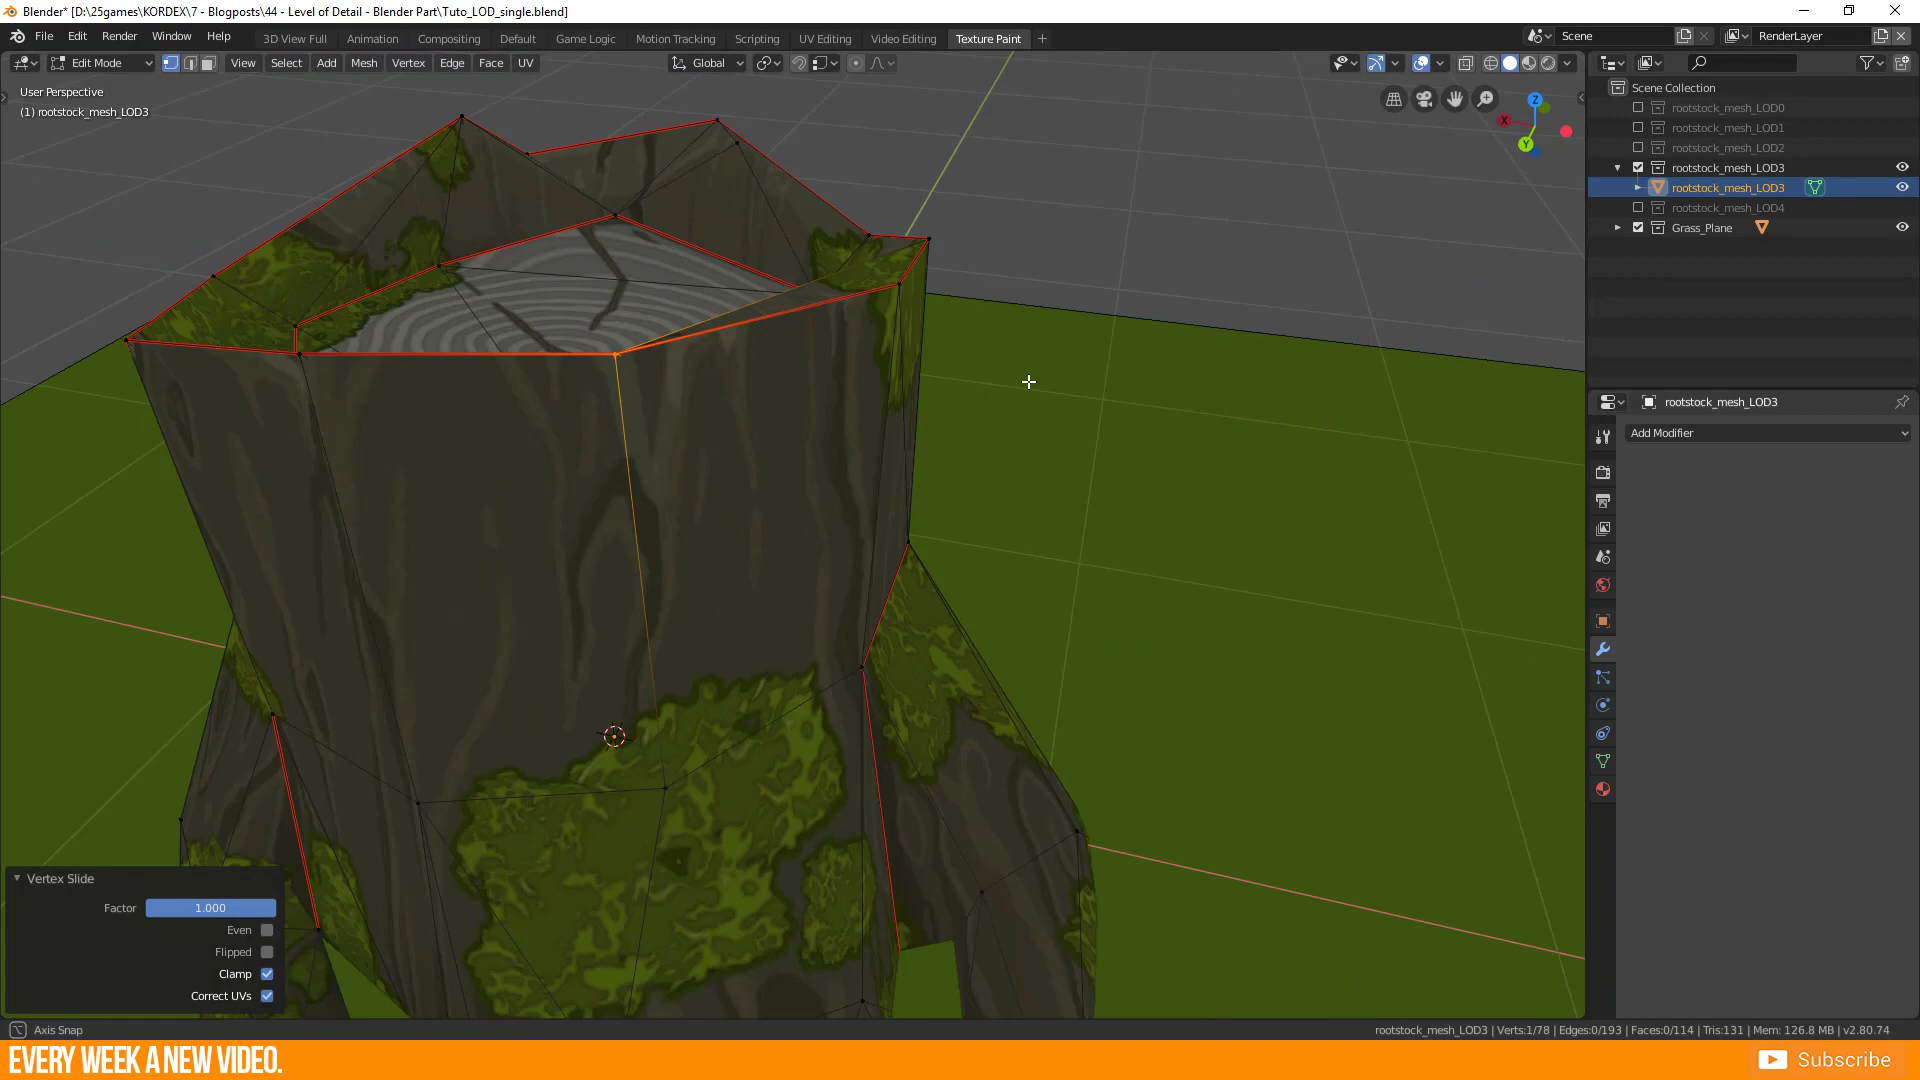 Blender* [D:\25games\KORDEX\7 - Blogposts\44 - Level of Detail - Blender Part\Tuto_LOD_single.blend]
File Edit Render Window Help 3D View Full Animation Compositing Default Game Logic Motion Tracking Scripting UV Editing Video Editing Texture Paint + Scene RenderLayer
Edit Mode View Select Add Mesh Vertex Edge Face UV Global
User Perspective
(1) rootstock_mesh_LOD3
Z
X
Y
Scene Collection
rootstock_mesh_LOD0
rootstock_mesh_LOD1
rootstock_mesh_LOD2
rootstock_mesh_LOD3
rootstock_mesh_LOD3
rootstock_mesh_LOD4
Grass_Plane
rootstock_mesh_LOD3
Add Modifier
Vertex Slide
Factor 1.000
Even
Flipped
Clamp
Correct UVs
Axis Snap
rootstock_mesh_LOD3 | Verts:1/78 | Edges:0/193 | Faces:0/114 | Tris:131 | Mem: 126.8 MB | v2.80.74
EVERY WEEK A NEW VIDEO.
Subscribe